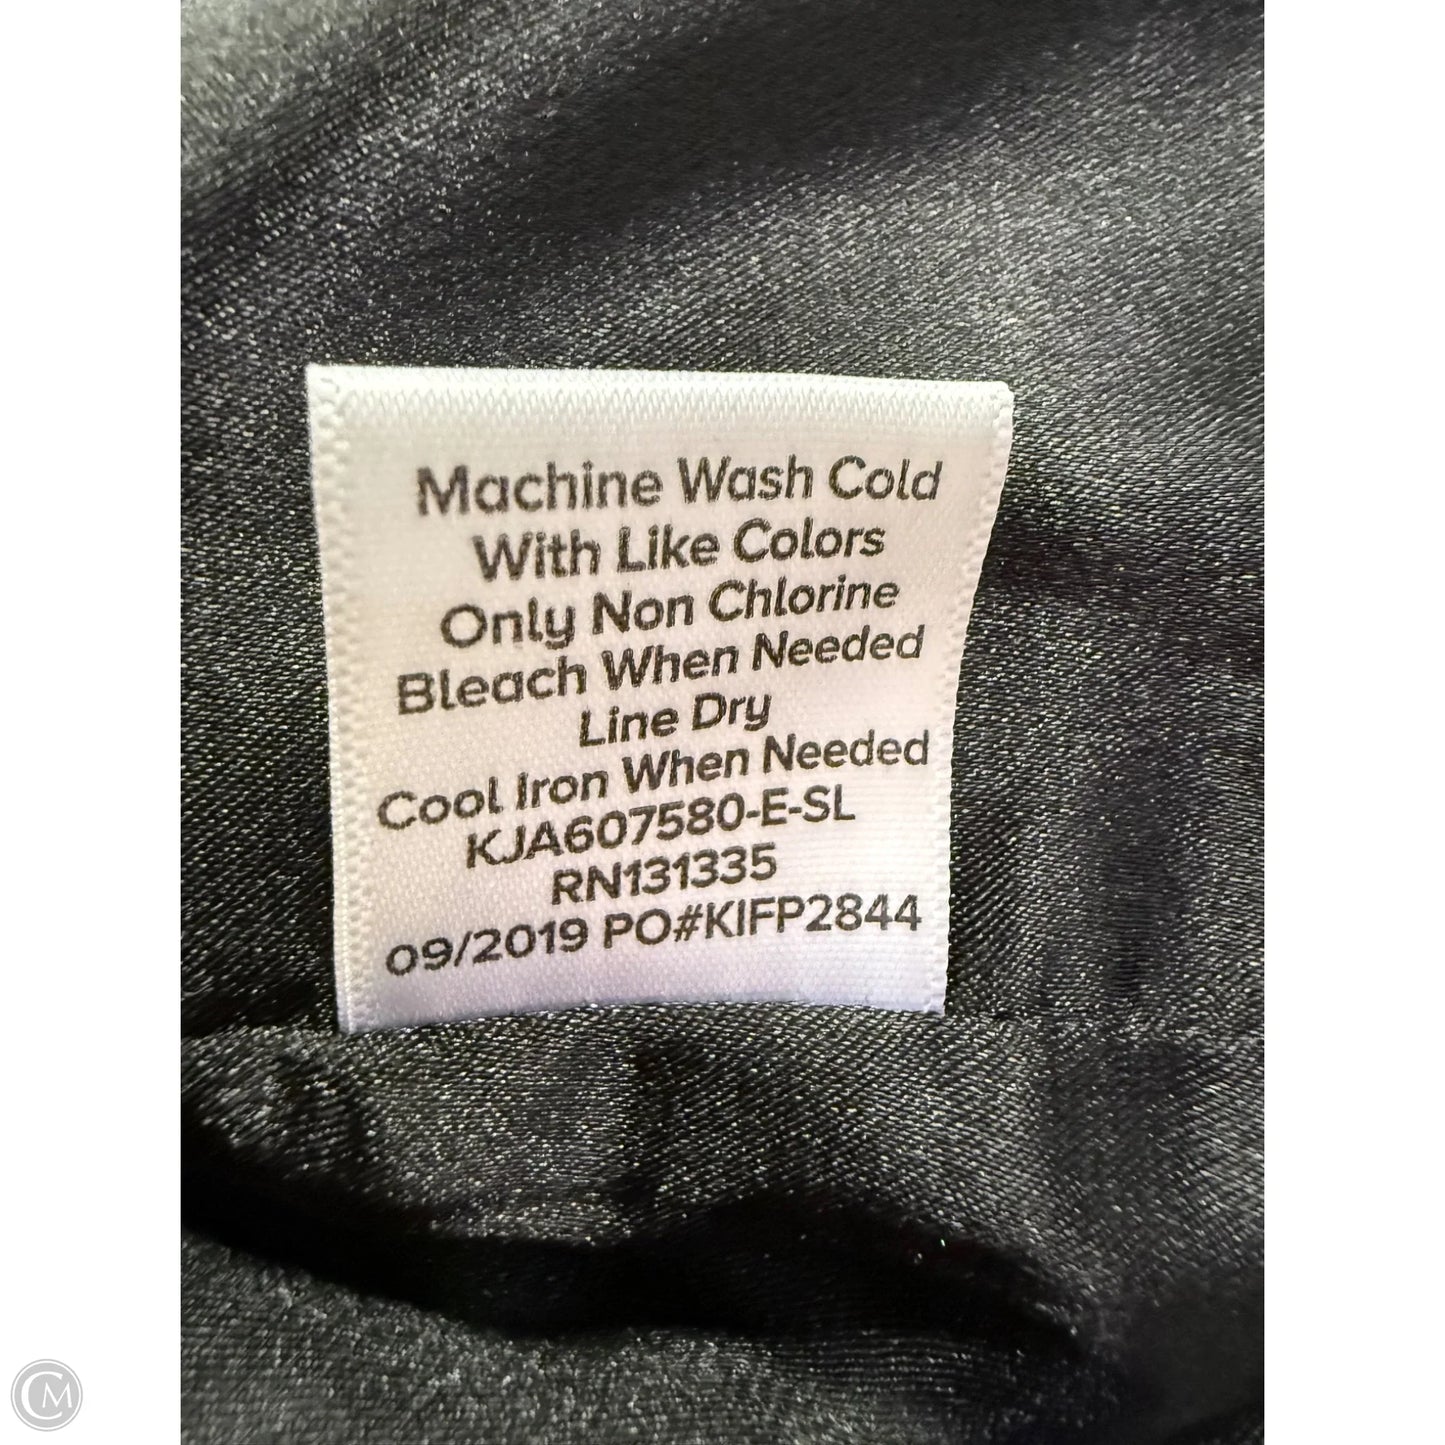 Machine Wash Cold
With Like Colors
Only Non Chlorine
Bleach When Needed
Line Dry
Cool Iron When Needed
KJA607580-E-SL
RN131335
09/2019 PO#KIFP2844
CM